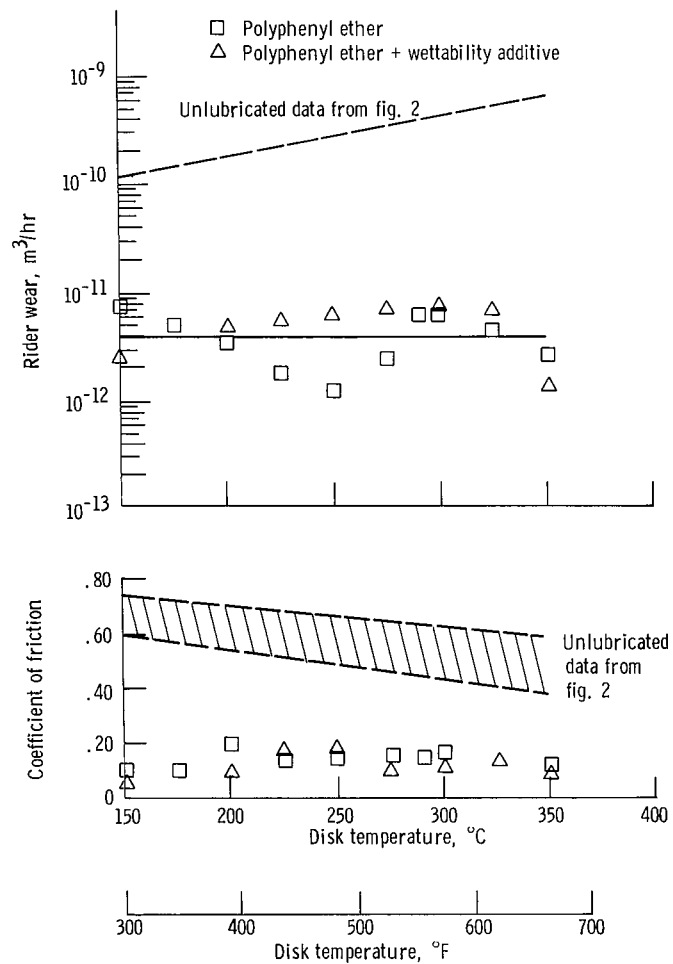 Polyphenyl ether
Polyphenyl ether + wettability additive
10-9
Unlubricated data from fig. 2
10-10
Rider wear, m3/hr
10-11
10-12
10-13
.80
.60
Coefficient of friction
Unlubricated
data from
fig. 2
.40
.20
0
150 200 250 300 350 400
Disk temperature, °C
300 400 500 600 700
Disk temperature, °F